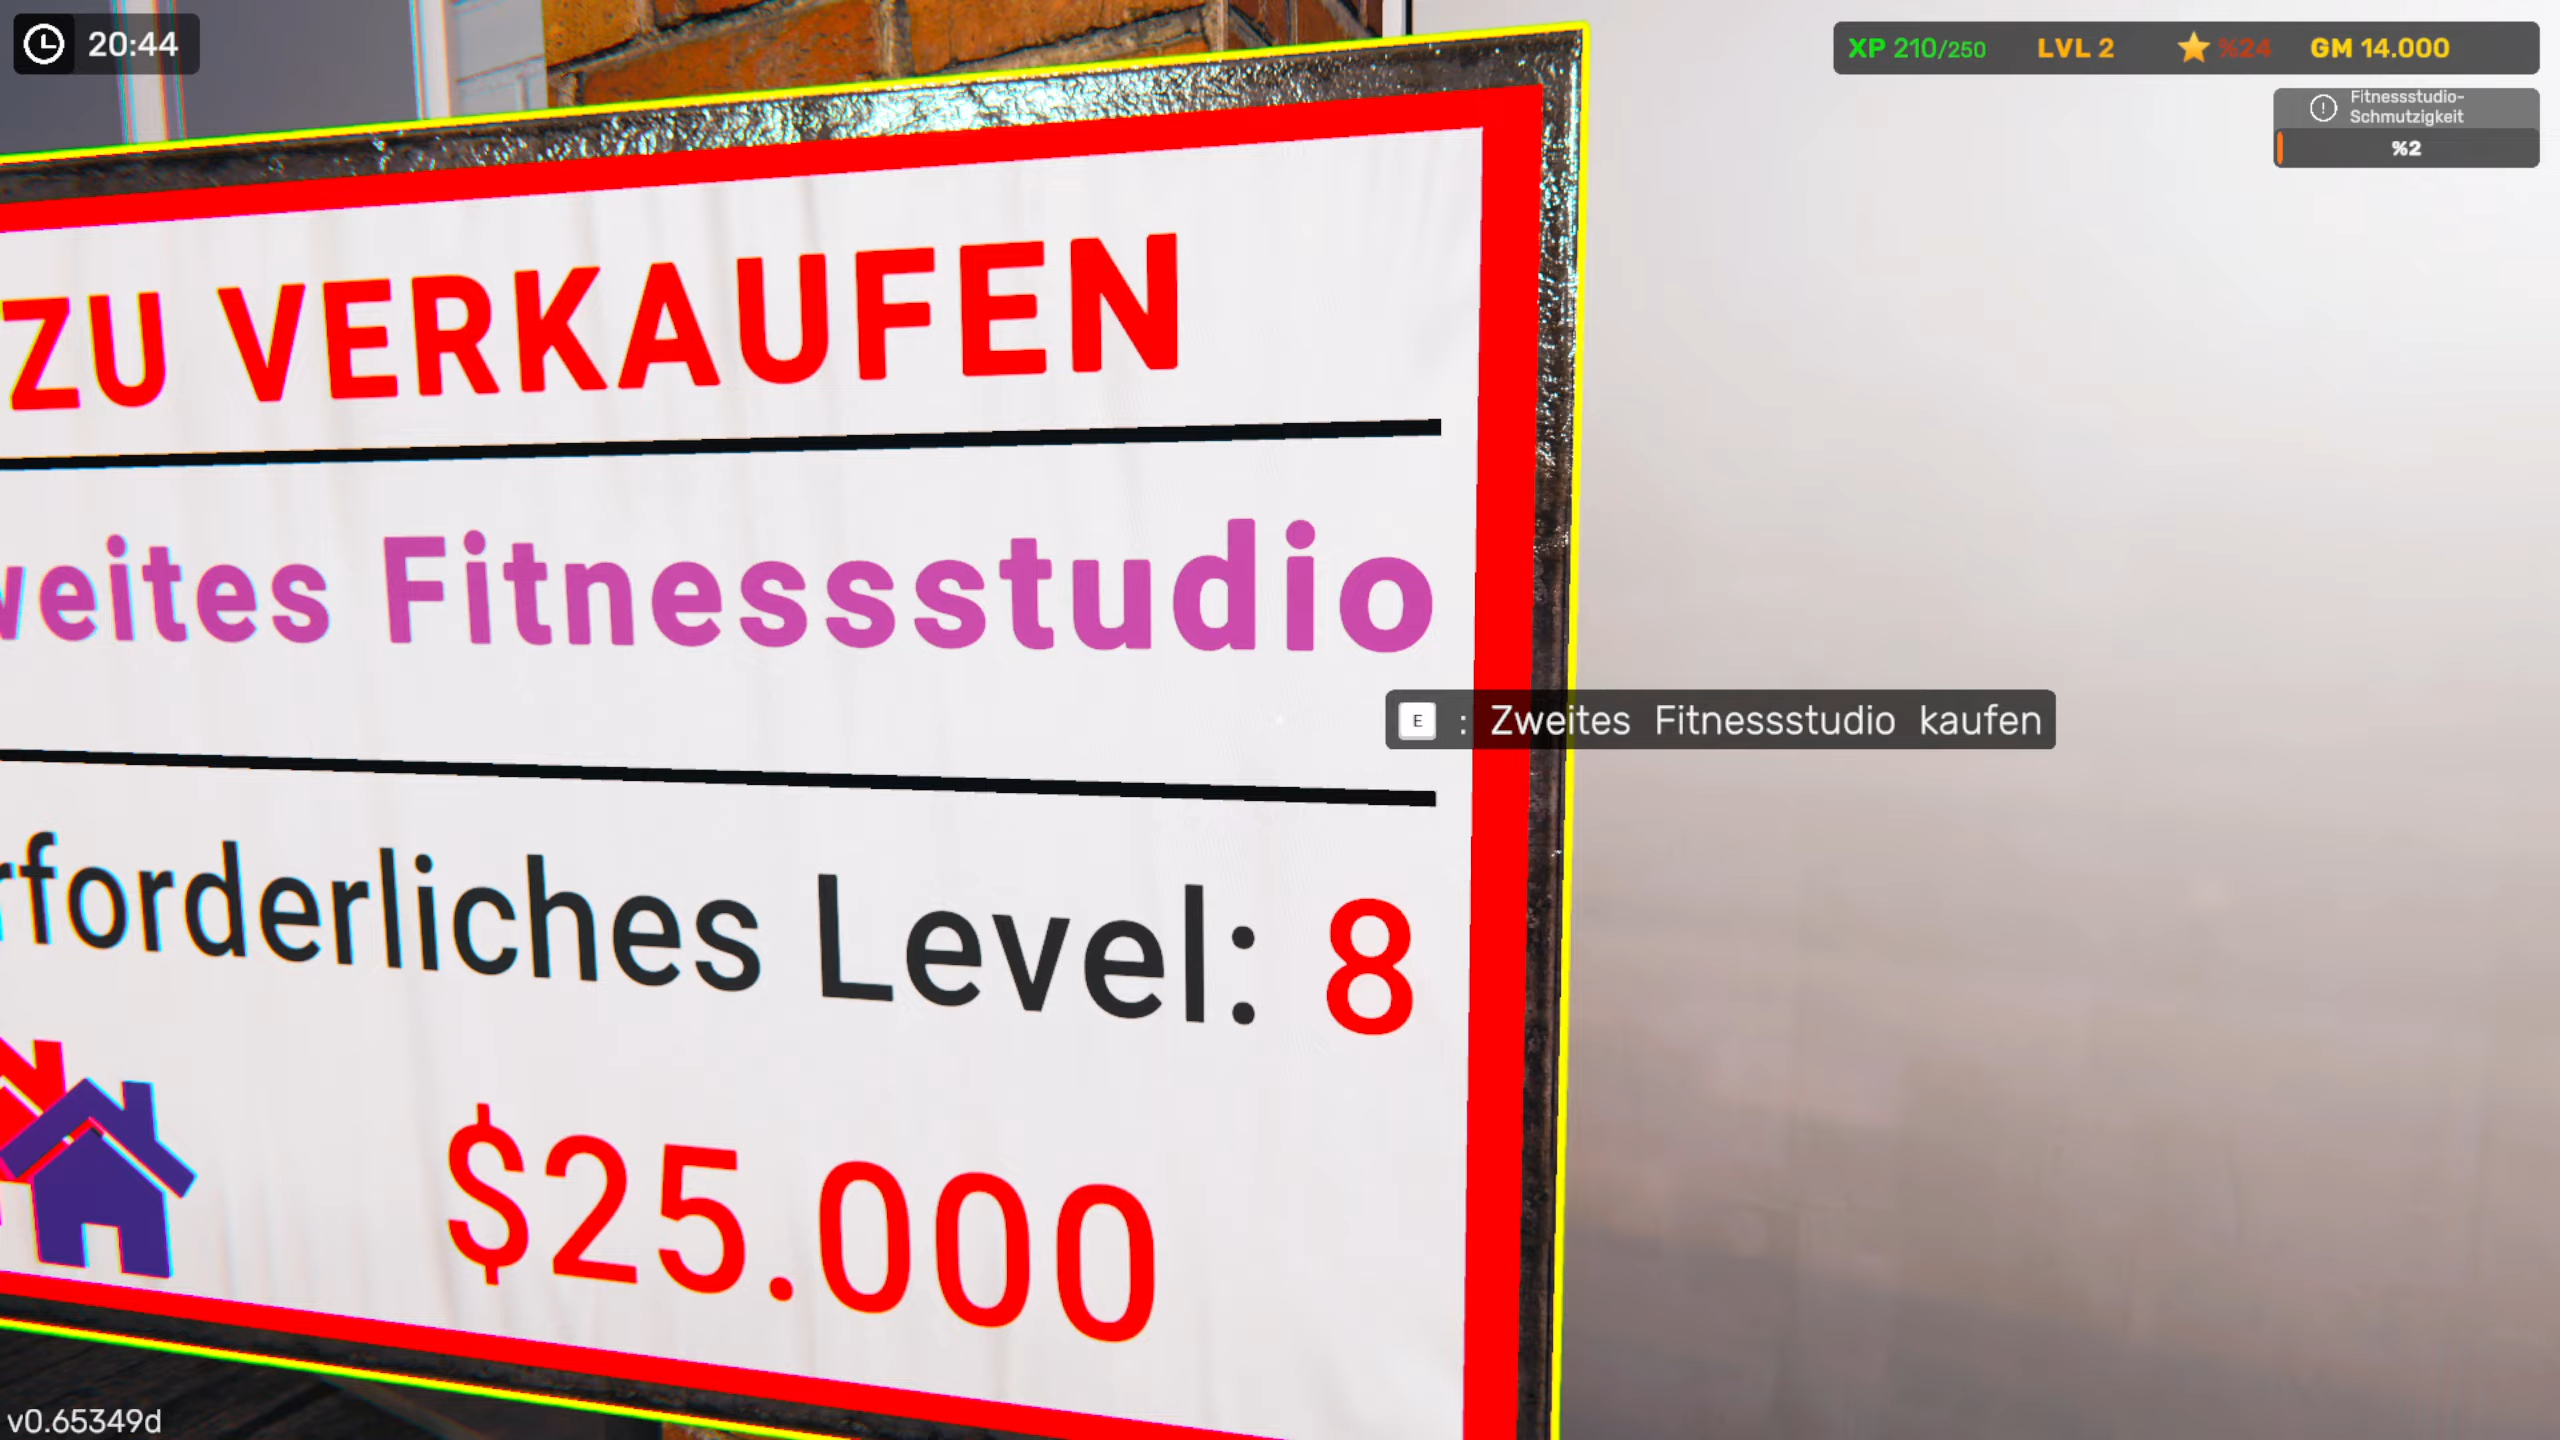 20:44
XP 210/250 LVL 2 %24 GM 14.000
Fitnessstudio-
Schmutzigkeit
%2
ZU VERKAUFEN
weites Fitnessstudio
E : Zweites Fitnessstudio kaufen
rforderliches Level: 8
$25.000
v0.65349d